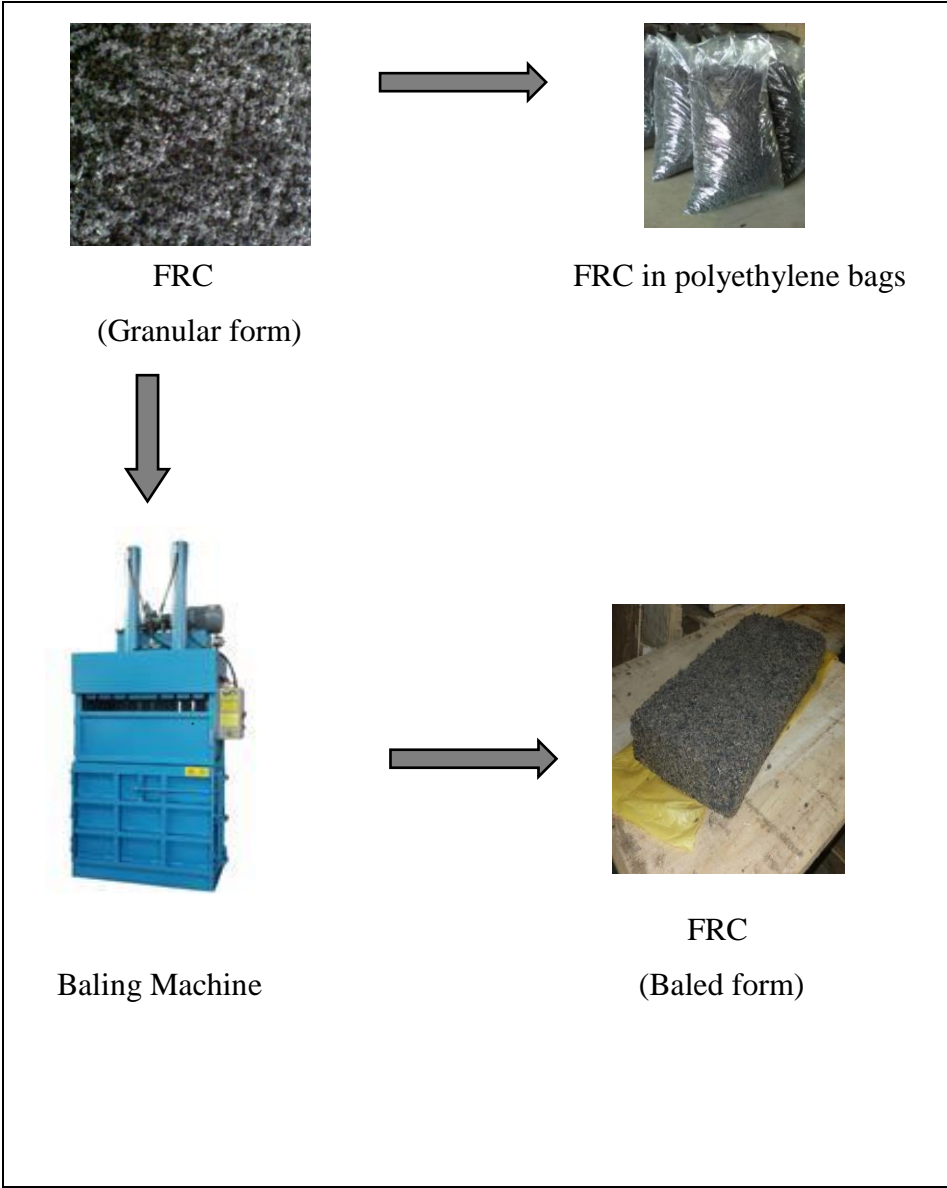 FRC
(Granular form)
FRC in polyethylene bags
Baling Machine
FRC
(Baled form)